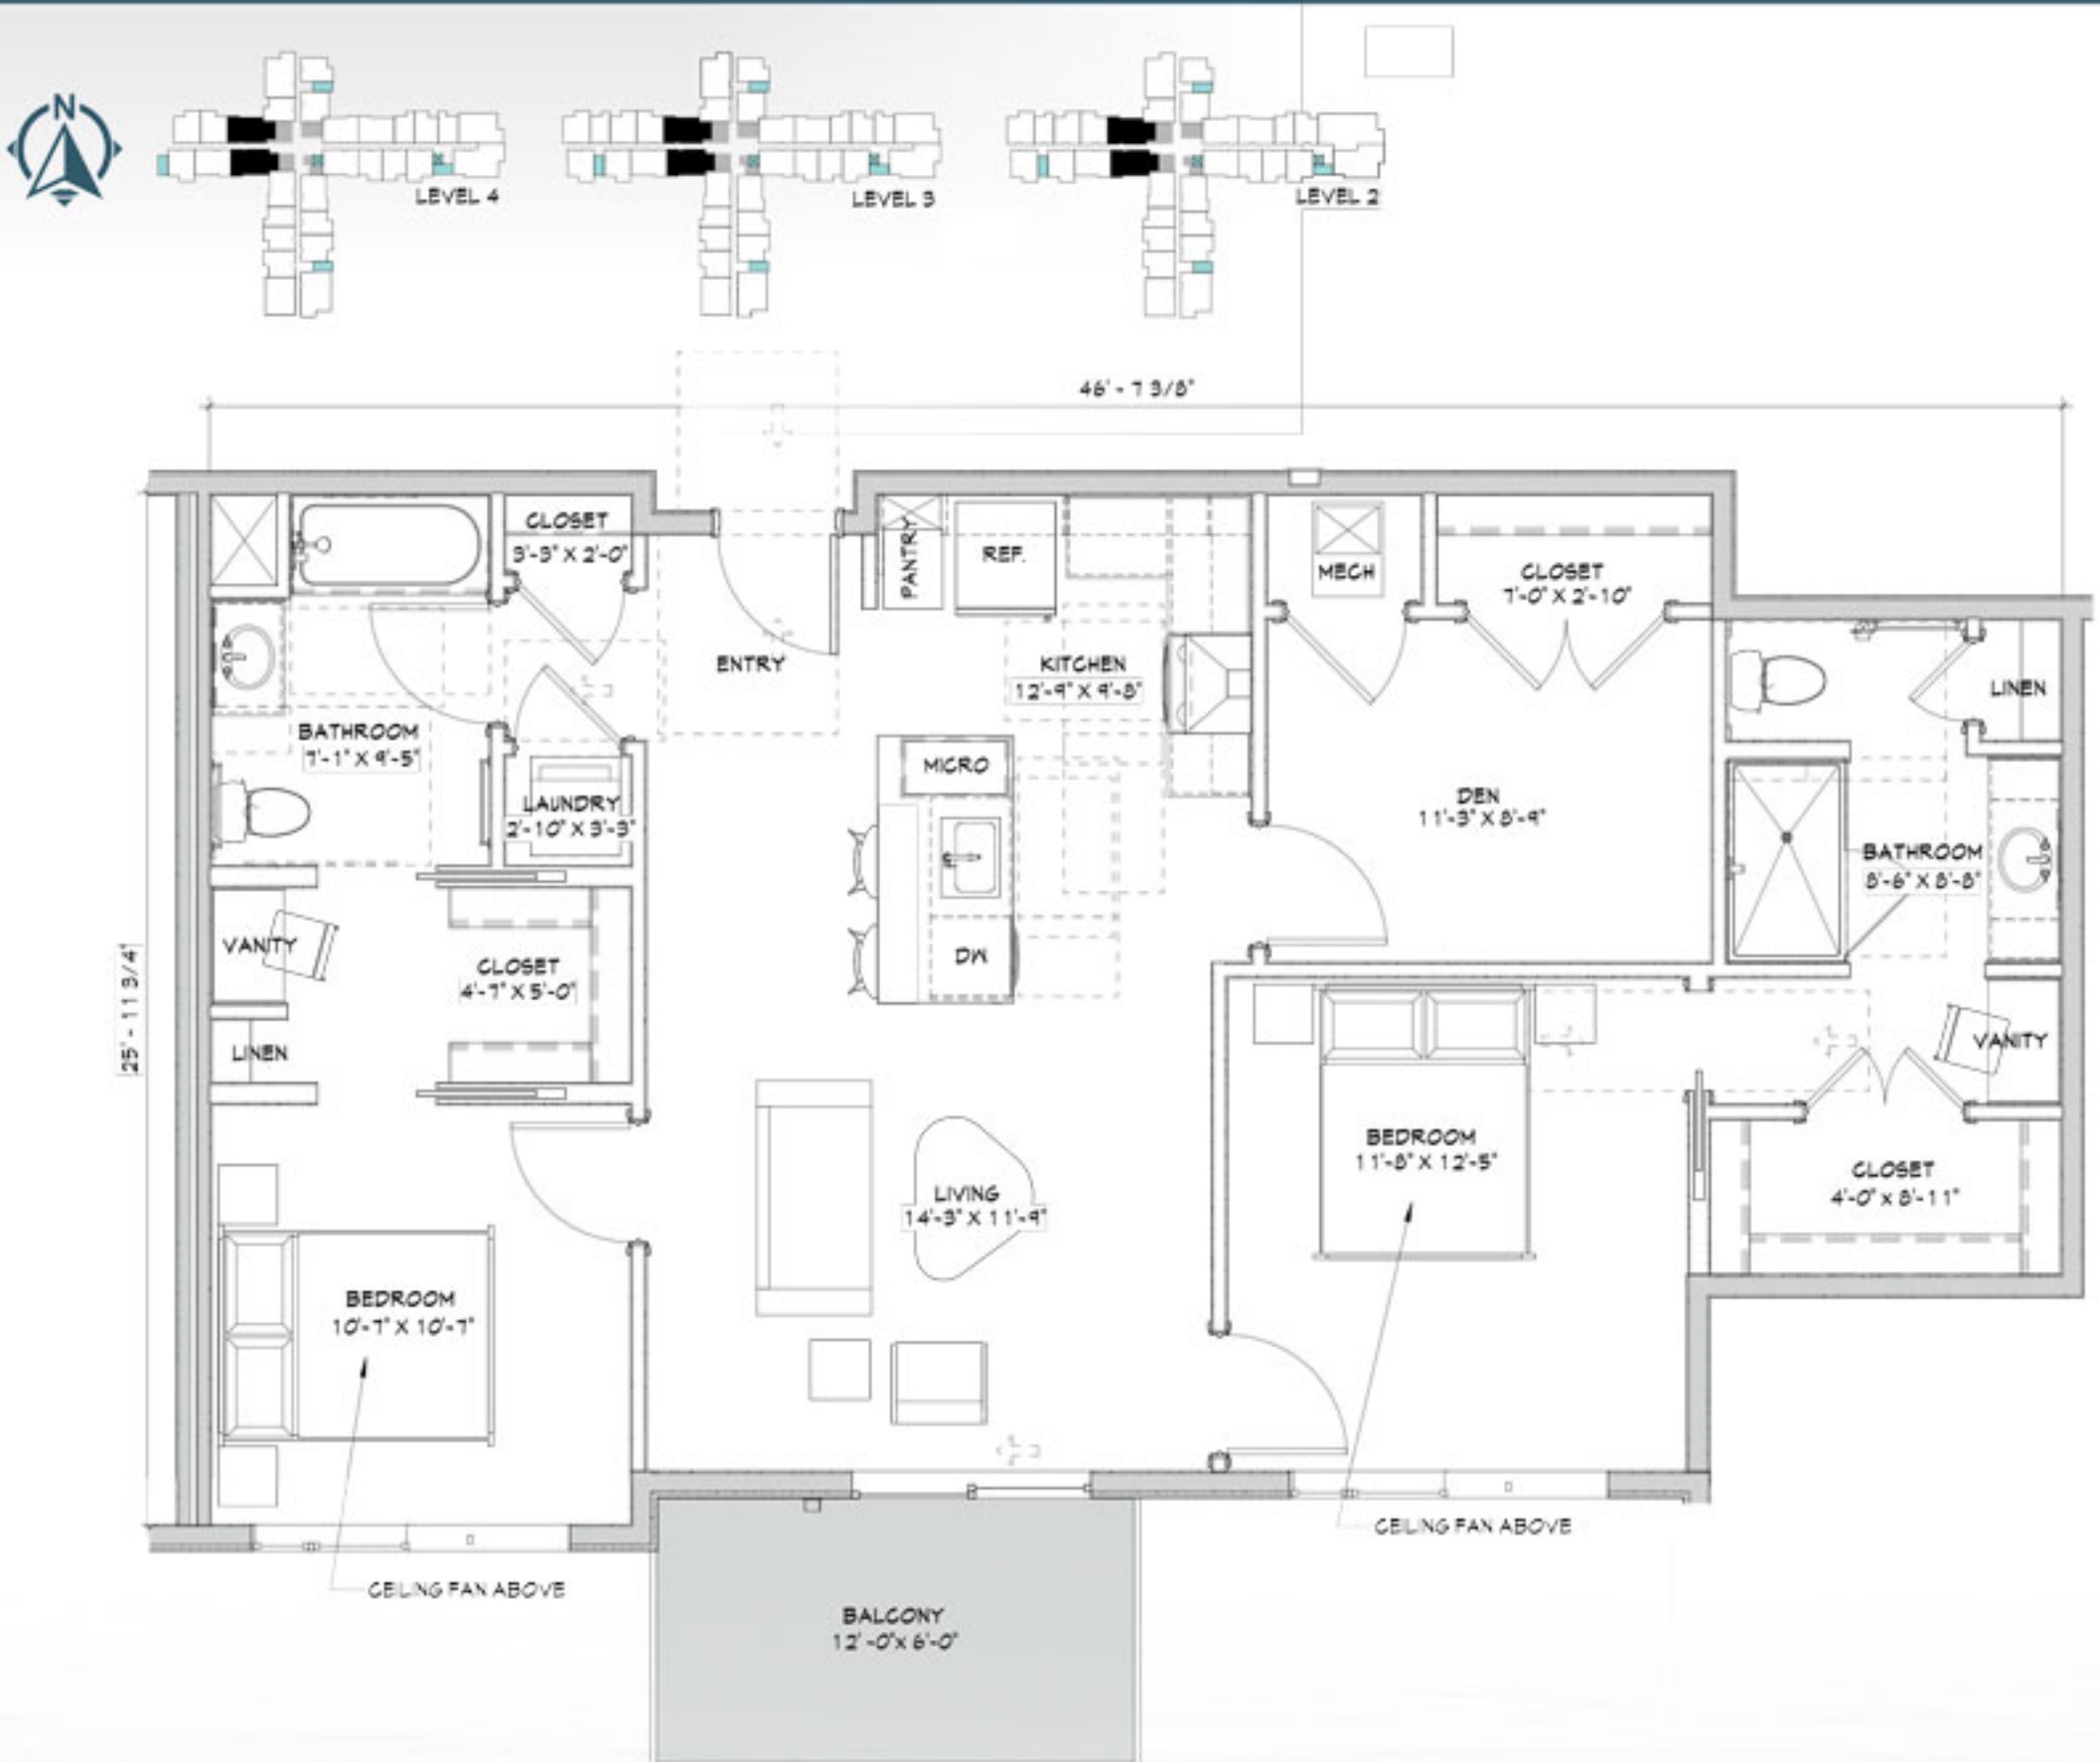 N
LEVEL 4
LEVEL 3
LEVEL 2
46' - 7 3/8"
CLOSET
3'-3" X 2'-0"
PANTRY
REF.
MECH
CLOSET
7'-0" X 2'-10"
ENTRY
KITCHEN
12'-9" X 9'-8"
LINEN
BATHROOM
7'-1" X 9'-5"
MICRO
LAUNDRY
2'-10" X 3'-3"
DEN
11'-3" X 8'-9"
BATHROOM
8'-6" X 8'-8"
VANITY
DW
CLOSET
4'-7" X 5'-0"
25' - 11 3/4"
LINEN
VANITY
BEDROOM
11'-8" X 12'-5"
LIVING
14'-3" X 11'-9"
CLOSET
4'-0" x 8'-11"
BEDROOM
10'-7" X 10'-7"
CEILING FAN ABOVE
CEILING FAN ABOVE
BALCONY
12'-0"x 6'-0"